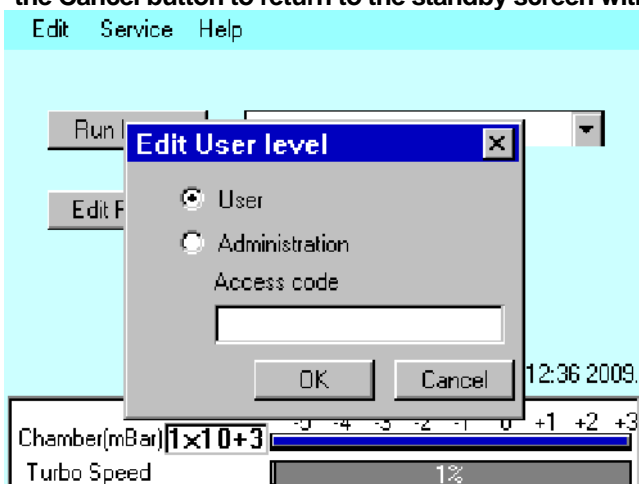 the Cancel button to return to the standby screen wit
Edit Service Help
Run
Edit User level
Edit F
User
Administration
Access code
OK Cancel
12:36 2009.
-4 -3 -2 -1 0 +1 +2 +3
Chamber(mBar) 1x10+3
Turbo Speed 1%